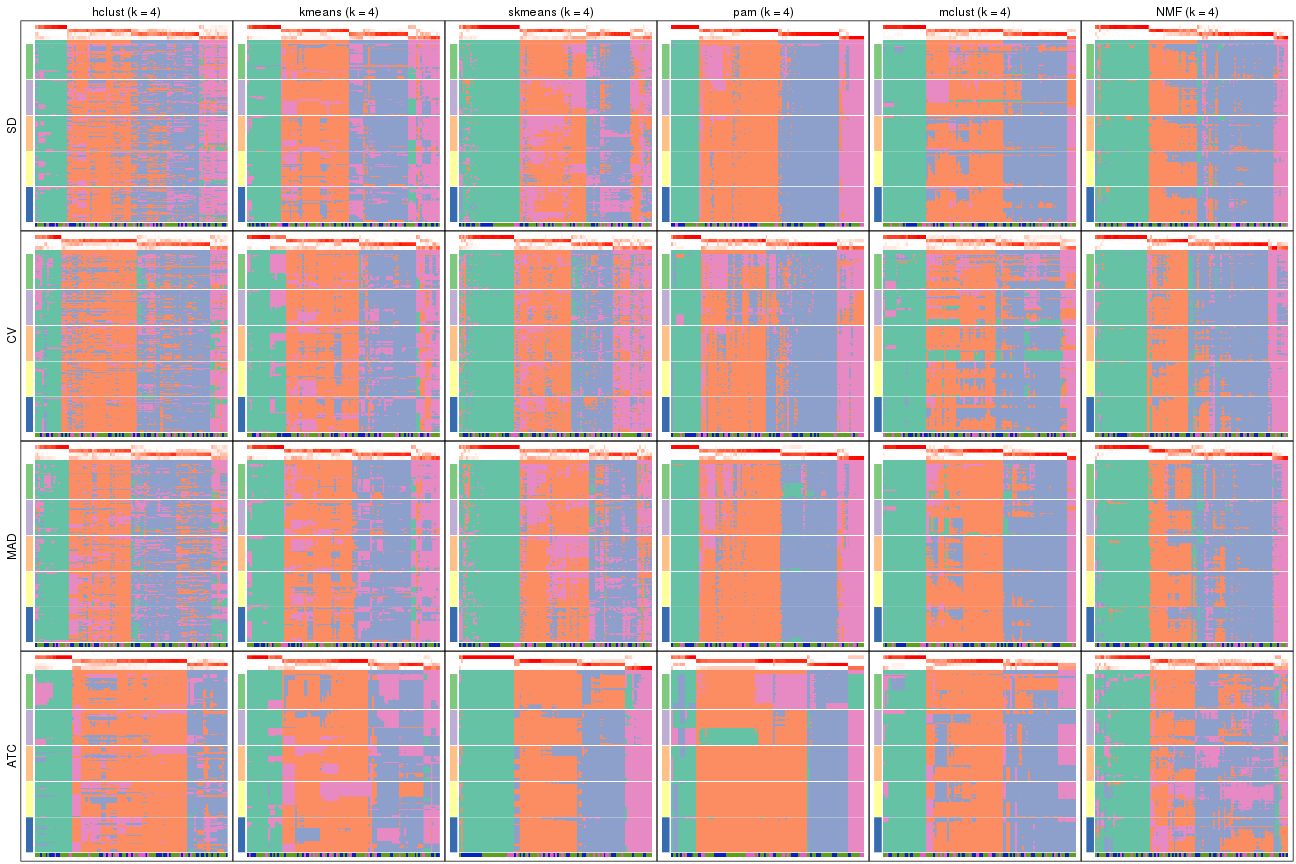 hclust (k = 4) kmeans (k = 4) skmeans (k = 4) pam (k = 4) mclust (k = 4) NMF (k = 4)
SD
CV
MAD
ATC